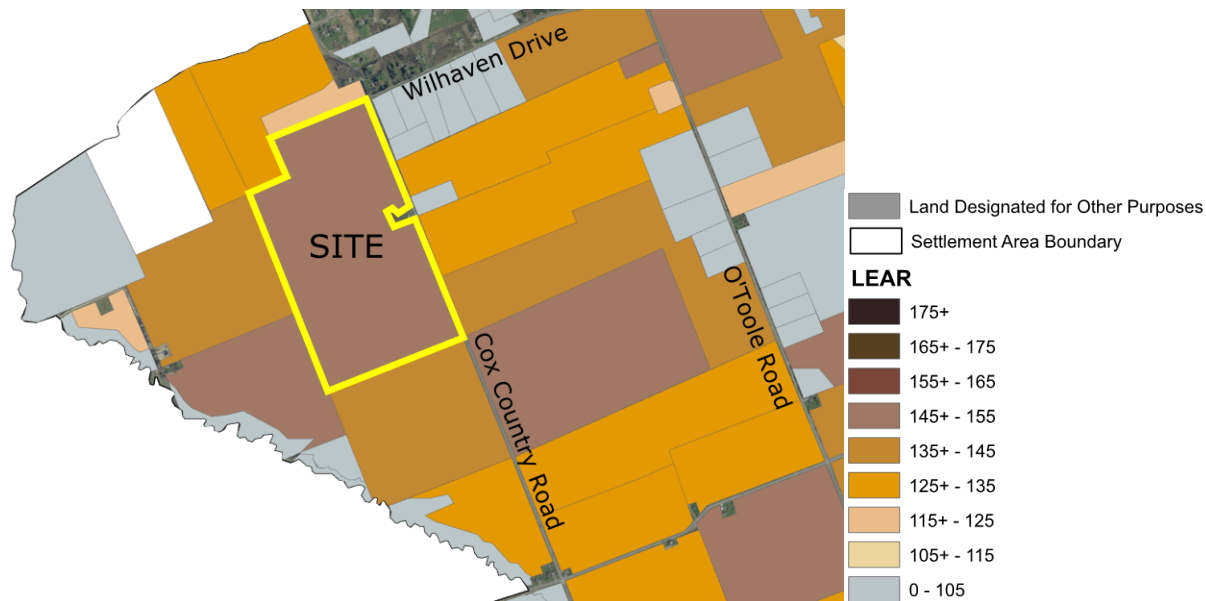 Wilhaven Drive
SITE
O'Toole Road
Cox Country Road
Land Designated for Other Purposes
Settlement Area Boundary
LEAR
175+
165+ - 175
155+ - 165
145+ - 155
135+ - 145
125+ - 135
115+ - 125
105+ - 115
0 - 105